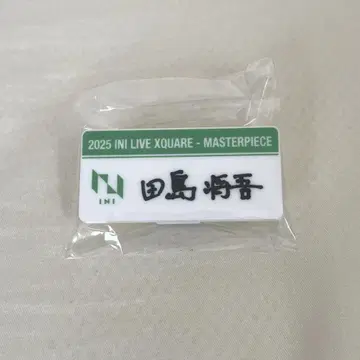 2025 INI LIVE XQUARE - MASTERPIECE
田島将吾
INI